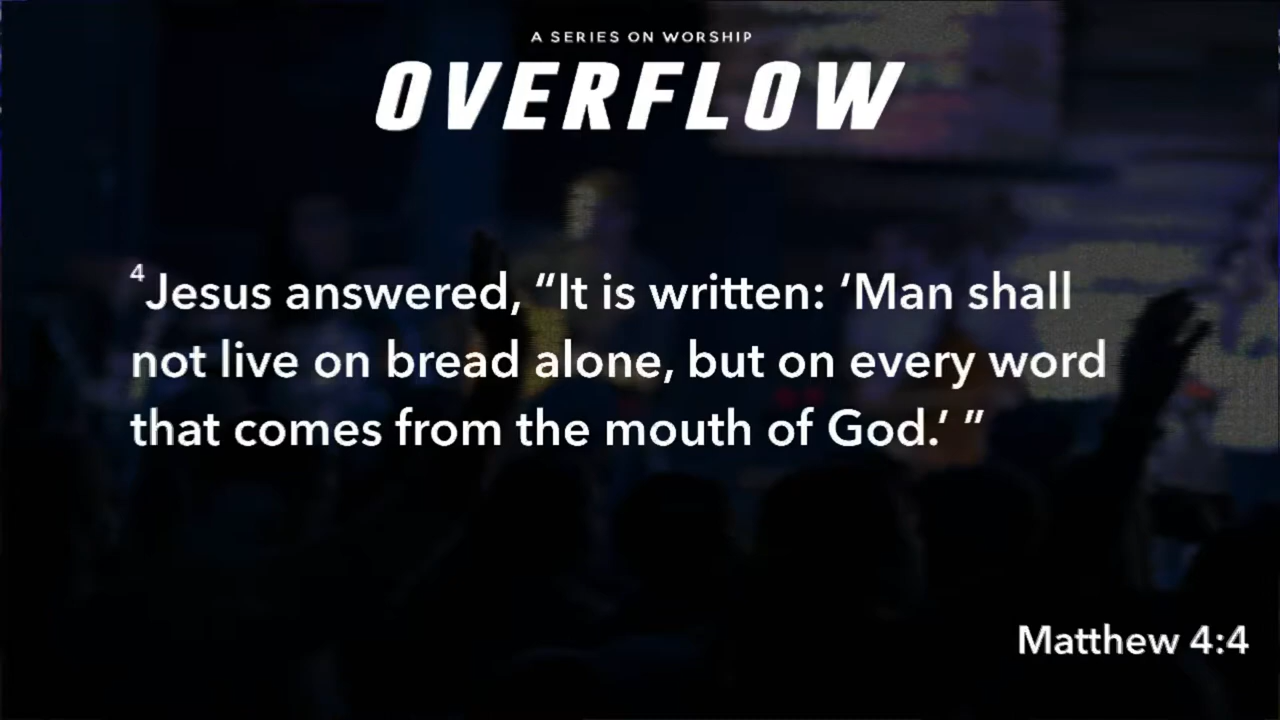 A SERIES ON WORSHIP
OVERFLOW
4Jesus answered, “It is written: ‘Man shall
not live on bread alone, but on every word
that comes from the mouth of God.’ ”
Matthew 4:4